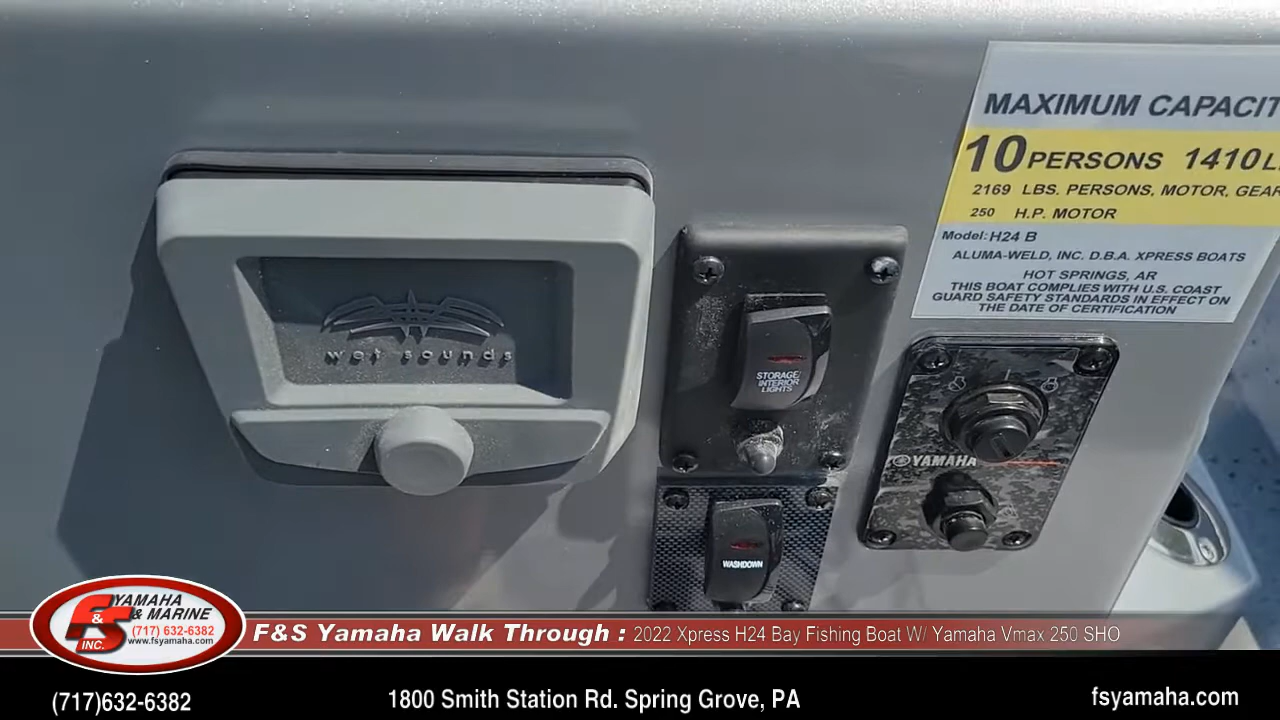 MAXIMUM CAPACIT
10 PERSONS 1410
2169 LBS. PERSONS, MOTOR, GEAR
250 H.P. MOTOR
Model: H24 B
ALUMA-WELD, INC. D.B.A. XPRESS BOATS
HOT SPRINGS, AR
THIS BOAT COMPLIES WITH U.S. COAST
GUARD SAFETY STANDARDS IN EFFECT ON
THE DATE OF CERTIFICATION
wet sounds
STORAGE/
INTERIOR
LIGHTS
YAMAHA
WASHDOWN
F&S
INC.
YAMAHA
& MARINE
(717) 632-6382
www.fsyamaha.com
F&S Yamaha Walk Through : 2022 Xpress H24 Bay Fishing Boat W/ Yamaha Vmax 250 SHO
(717)632-6382
1800 Smith Station Rd. Spring Grove, PA
fsyamaha.com